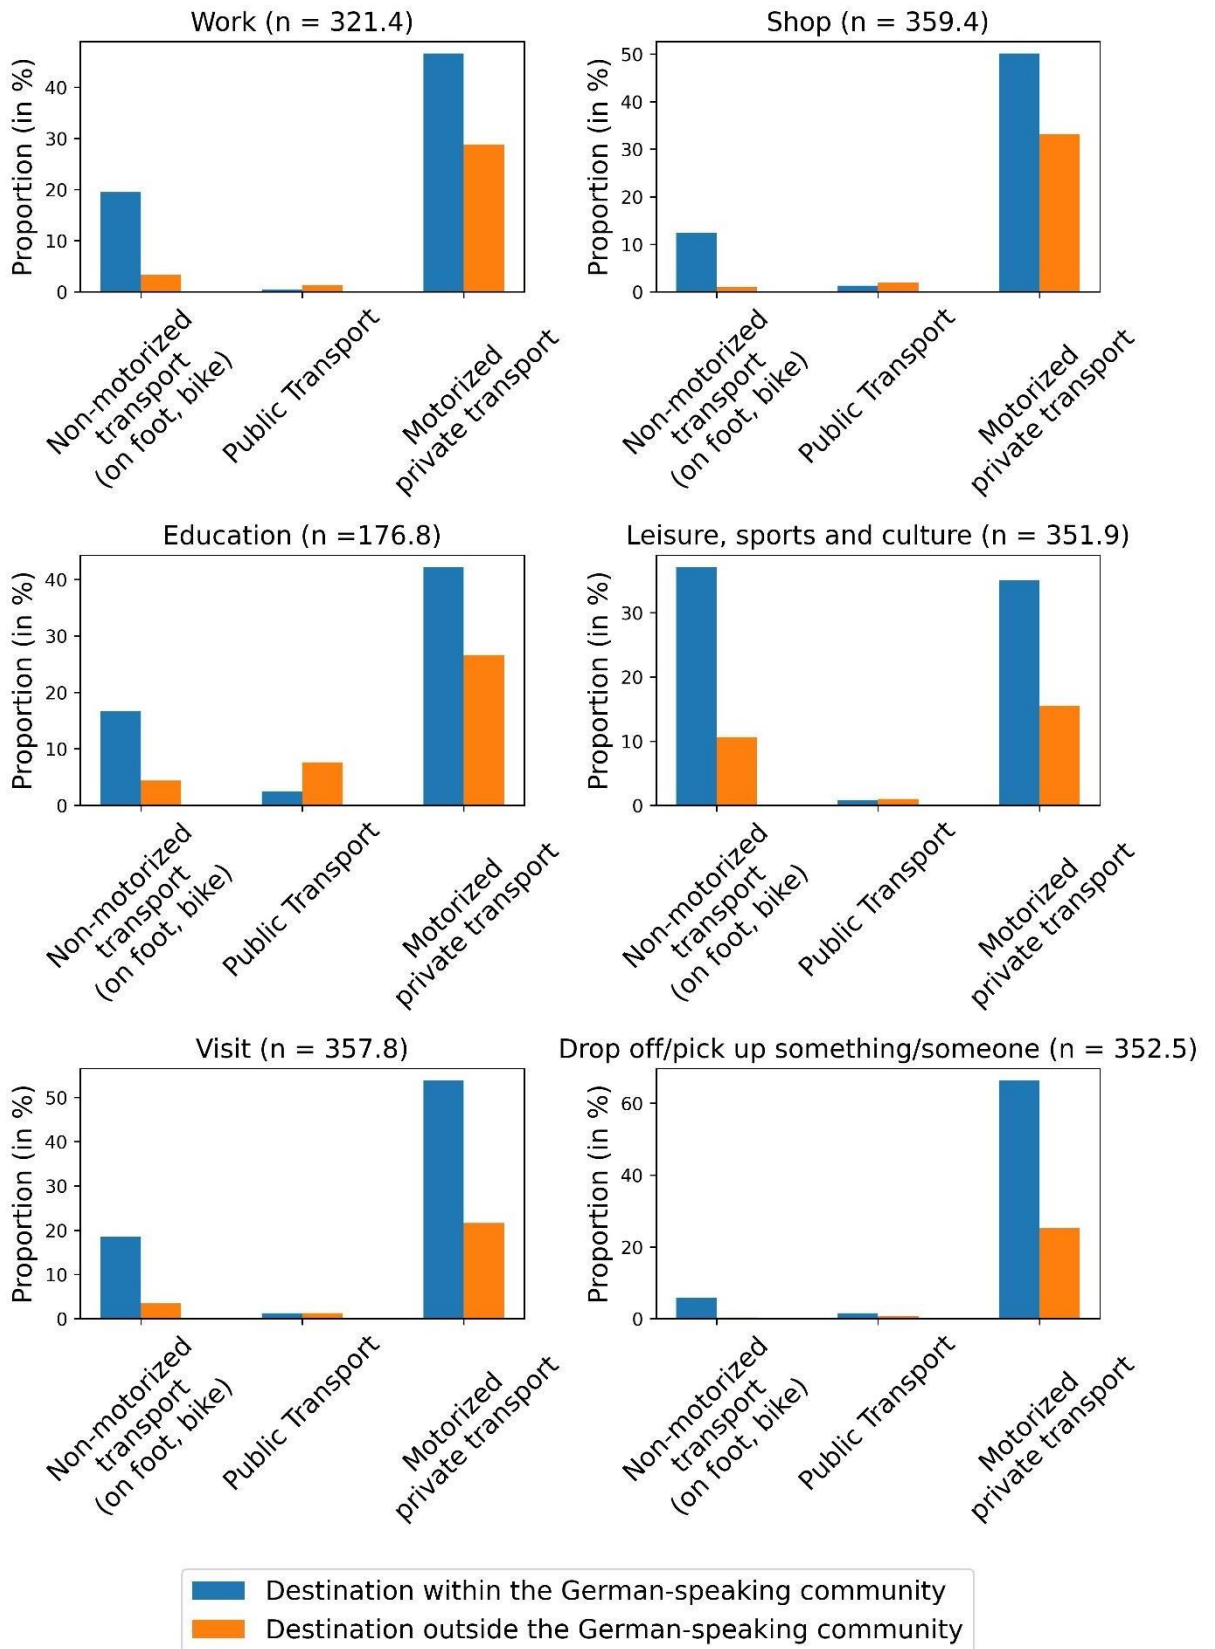 Work (n = 321.4)
Proportion (in %)
40
30
20
10
0
Non-motorized
transport
(on foot, bike)
Public Transport
Motorized
private transport
Shop (n = 359.4)
Proportion (in %)
50
40
30
20
10
0
Non-motorized
transport
(on foot, bike)
Public Transport
Motorized
private transport
Education (n =176.8)
Proportion (in %)
40
30
20
10
0
Non-motorized
transport
(on foot, bike)
Public Transport
Motorized
private transport
Leisure, sports and culture (n = 351.9)
Proportion (in %)
30
20
10
0
Non-motorized
transport
(on foot, bike)
Public Transport
Motorized
private transport
Visit (n = 357.8)
Proportion (in %)
50
40
30
20
10
0
Non-motorized
transport
(on foot, bike)
Public Transport
Motorized
private transport
Drop off/pick up something/someone (n = 352.5)
Proportion (in %)
60
40
20
0
Non-motorized
transport
(on foot, bike)
Public Transport
Motorized
private transport
Destination within the German-speaking community
Destination outside the German-speaking community